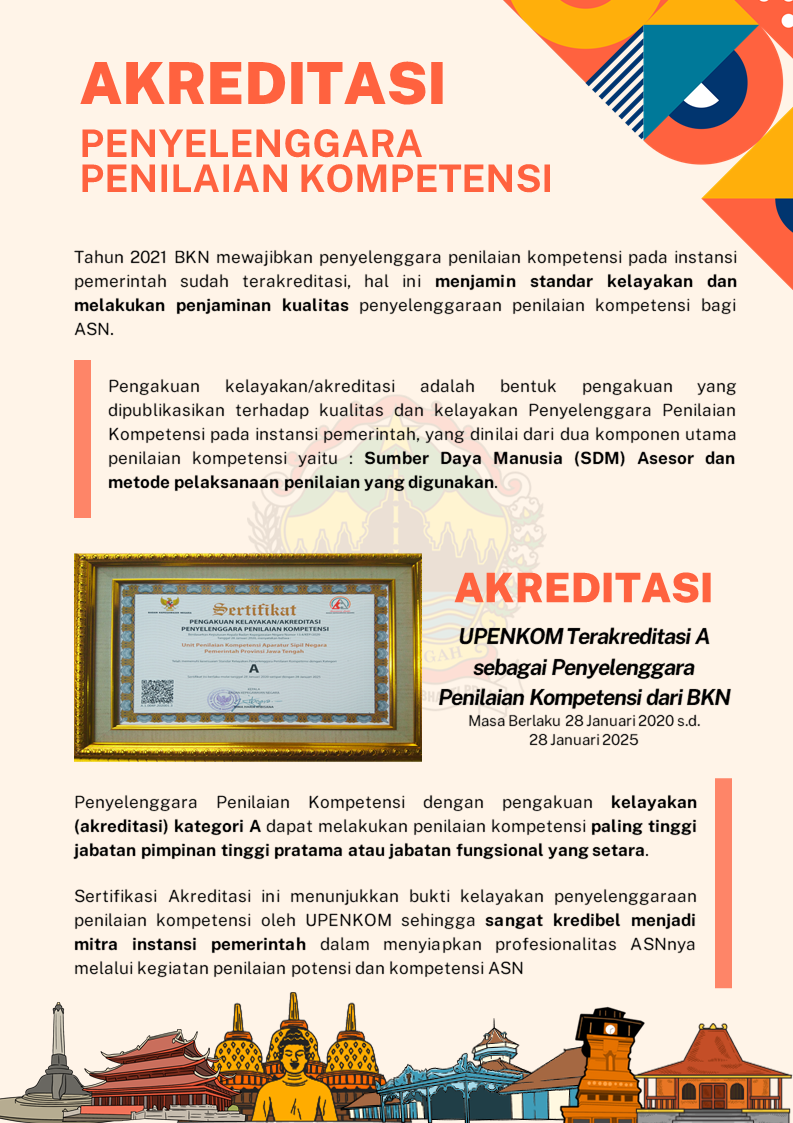 AKREDITASI
PENYELENGGARA
PENILAIAN KOMPETENSI
Tahun 2021 BKN mewajibkan penyelenggara penilaian kompetensi pada instansi
pemerintah sudah terakreditasi, hal ini menjamin standar kelayakan dan
melakukan penjaminan kualitas penyelenggaraan penilaian kompetensi bagi
ASN.
Pengakuan kelayakan/akreditasi adalah bentuk pengakuan yang
dipublikasikan terhadap kualitas dan kelayakan Penyelenggara Penilaian
Kompetensi pada instansi pemerintah, yang dinilai dari dua komponen utama
penilaian kompetensi yaitu : Sumber Daya Manusia (SDM) Asesor dan
metode pelaksanaan penilaian yang digunakan.
Sertifikat
PENGAKUAN KELAYAKAN/AKREDITASI
PENYELENGGARA PENILAIAN KOMPETENSI
Unit Penilaian Kompetensi Aparatur Sipil Negara
Pemerintah Provinsi Jawa Tengah
A
AKREDITASI
UPENKOM Terakreditasi A
sebagai Penyelenggara
Penilaian Kompetensi dari BKN
Masa Berlaku 28 Januari 2020 s.d.
28 Januari 2025
Penyelenggara Penilaian Kompetensi dengan pengakuan kelayakan
(akreditasi) kategori A dapat melakukan penilaian kompetensi paling tinggi
jabatan pimpinan tinggi pratama atau jabatan fungsional yang setara.
Sertifikasi Akreditasi ini menunjukkan bukti kelayakan penyelenggaraan
penilaian kompetensi oleh UPENKOM sehingga sangat kredibel menjadi
mitra instansi pemerintah dalam menyiapkan profesionalitas ASNnya
melalui kegiatan penilaian potensi dan kompetensi ASN